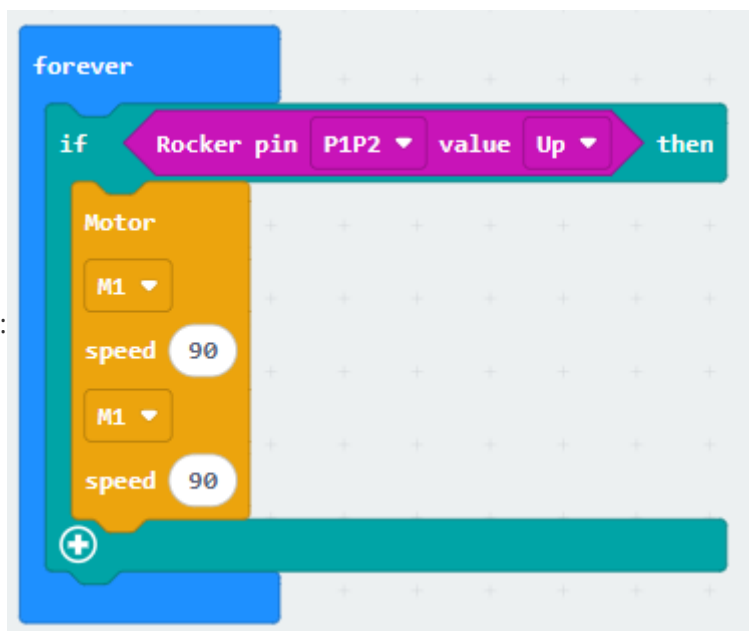 forever
if Rocker pin P1P2 value Up then
Motor
M1
:
speed 90
M1
speed 90